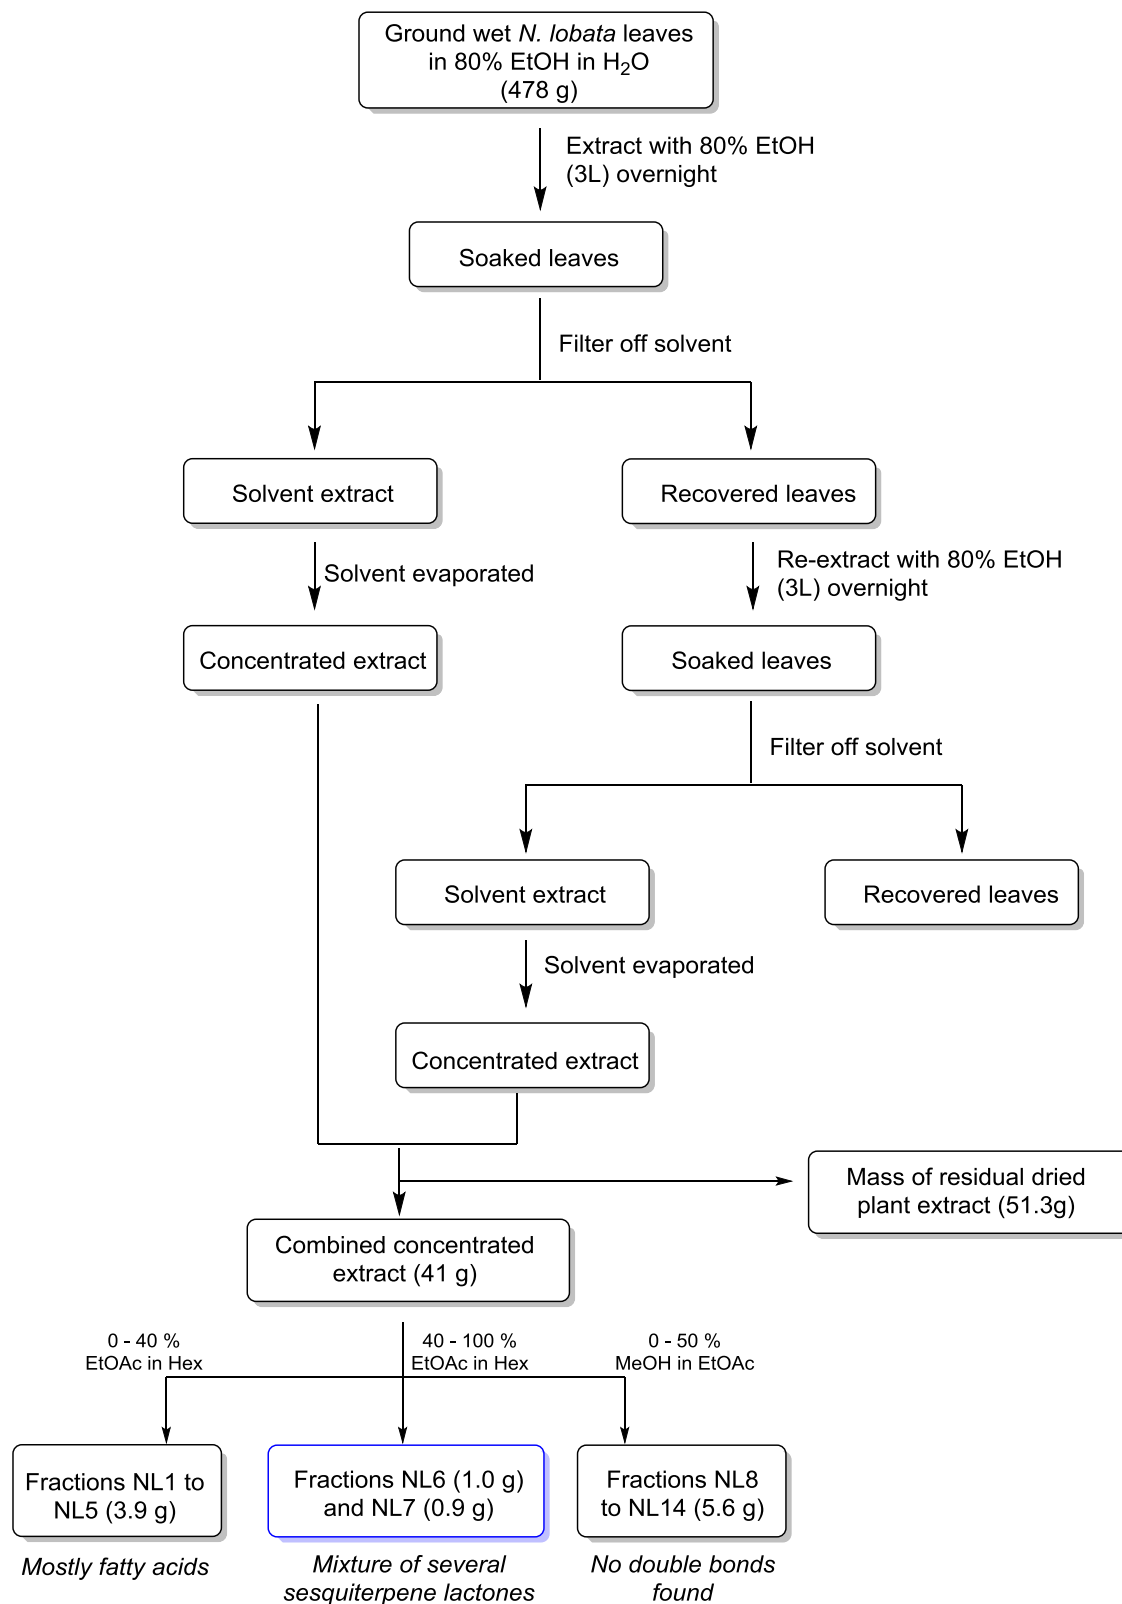 Ground wet N. lobata leaves
in 80% EtOH in H₂O
(478 g)
Extract with 80% EtOH
(3L) overnight
Soaked leaves
Filter off solvent
Solvent extract
Recovered leaves
Solvent evaporated
Re-extract with 80% EtOH
(3L) overnight
Concentrated extract
Soaked leaves
Filter off solvent
Solvent extract
Recovered leaves
Solvent evaporated
Concentrated extract
Mass of residual dried
plant extract (51.3g)
Combined concentrated
extract (41 g)
0 - 40 %
EtOAc in Hex
40 - 100 %
EtOAc in Hex
0 - 50 %
MeOH in EtOAc
Fractions NL1 to
NL5 (3.9 g)
Fractions NL6 (1.0 g)
and NL7 (0.9 g)
Fractions NL8
to NL14 (5.6 g)
Mostly fatty acids
Mixture of several
sesquiterpene lactones
No double bonds
found